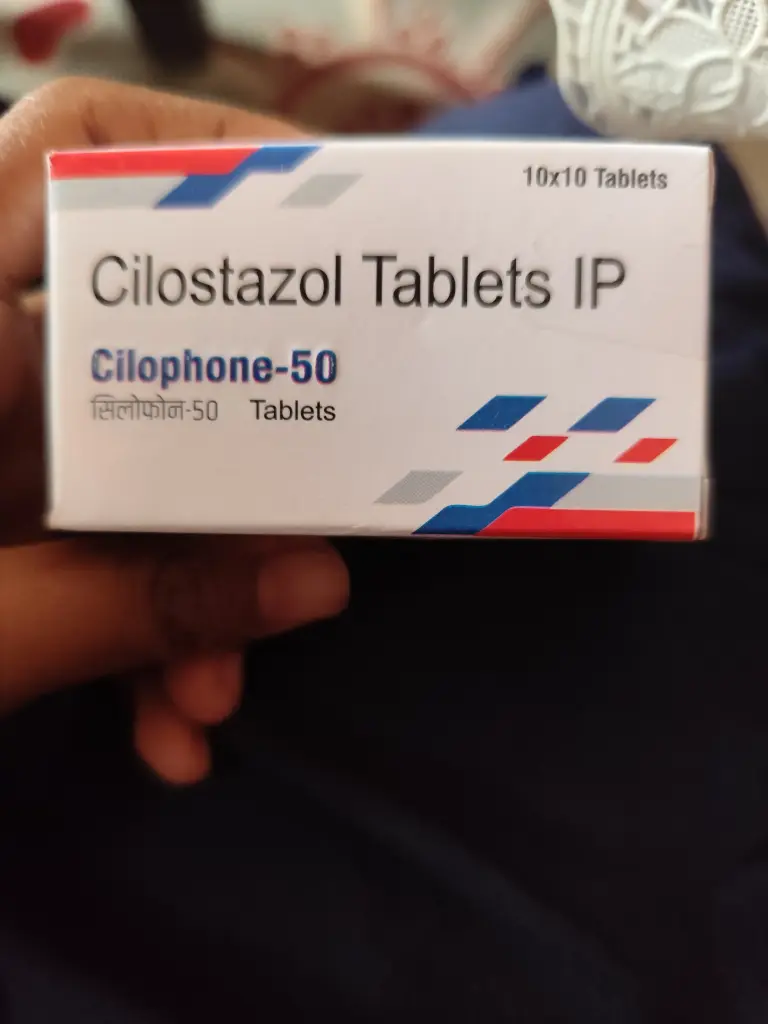 10x10 Tablets
Cilostazol Tablets IP
Cilophone-50
सिलोफोन-50 Tablets